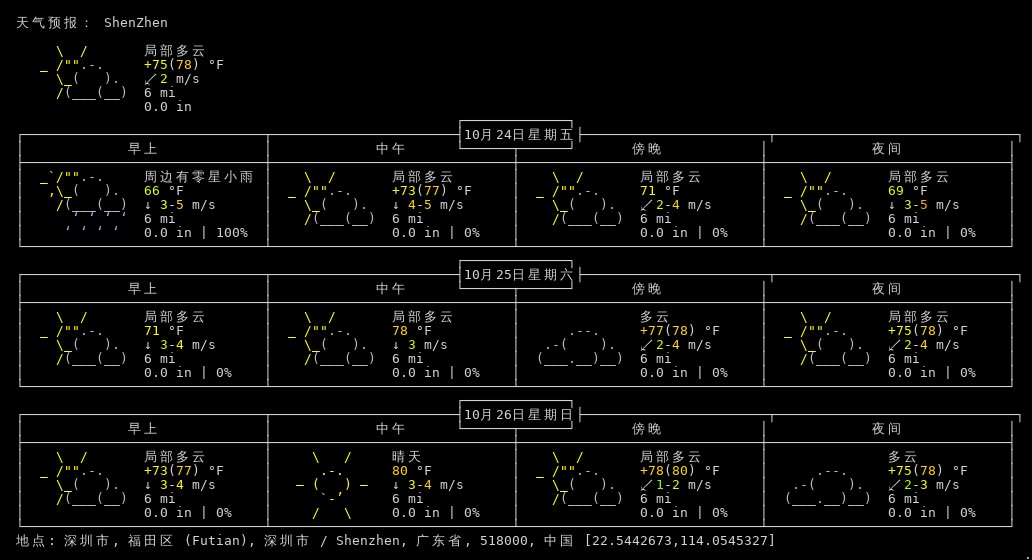 天气预报： ShenZhen
局部多云
+75(78) °F
↙2 m/s
6 mi
0.0 in
10月24日星期五
早上 中午 傍晚 夜间
周边有零星小雨 局部多云 局部多云 局部多云
66 °F +73(77) °F 71 °F 69 °F
↓ 3-5 m/s ↓ 4-5 m/s ↙2-4 m/s ↓ 3-5 m/s
6 mi 6 mi 6 mi 6 mi
0.0 in | 100% 0.0 in | 0% 0.0 in | 0% 0.0 in | 0%
10月25日星期六
早上 中午 傍晚 夜间
局部多云 局部多云 多云 局部多云
71 °F 78 °F +77(78) °F +75(78) °F
↓ 3-4 m/s ↓ 3 m/s ↙2-4 m/s ↙2-4 m/s
6 mi 6 mi 6 mi 6 mi
0.0 in | 0% 0.0 in | 0% 0.0 in | 0% 0.0 in | 0%
10月26日星期日
早上 中午 傍晚 夜间
局部多云 晴天 局部多云 多云
+73(77) °F 80 °F +78(80) °F +75(78) °F
↓ 3-4 m/s ↓ 3-4 m/s ↙1-2 m/s ↙2-3 m/s
6 mi 6 mi 6 mi 6 mi
0.0 in | 0% 0.0 in | 0% 0.0 in | 0% 0.0 in | 0%
地点: 深圳市, 福田区 (Futian), 深圳市 / Shenzhen, 广东省, 518000, 中国 [22.5442673,114.0545327]